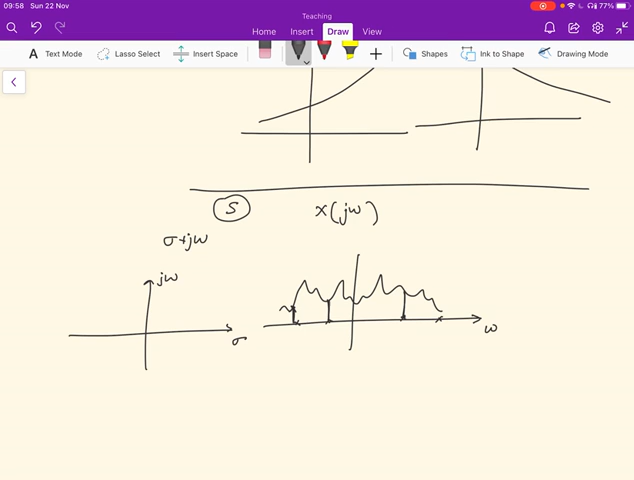 09:58 Sun 22 Nov
77%
Teaching
Home Insert Draw View
A Text Mode Lasso Select Insert Space Shapes Ink to Shape Drawing Mode
S x(jω)
σ+jω
jω
σ
ω